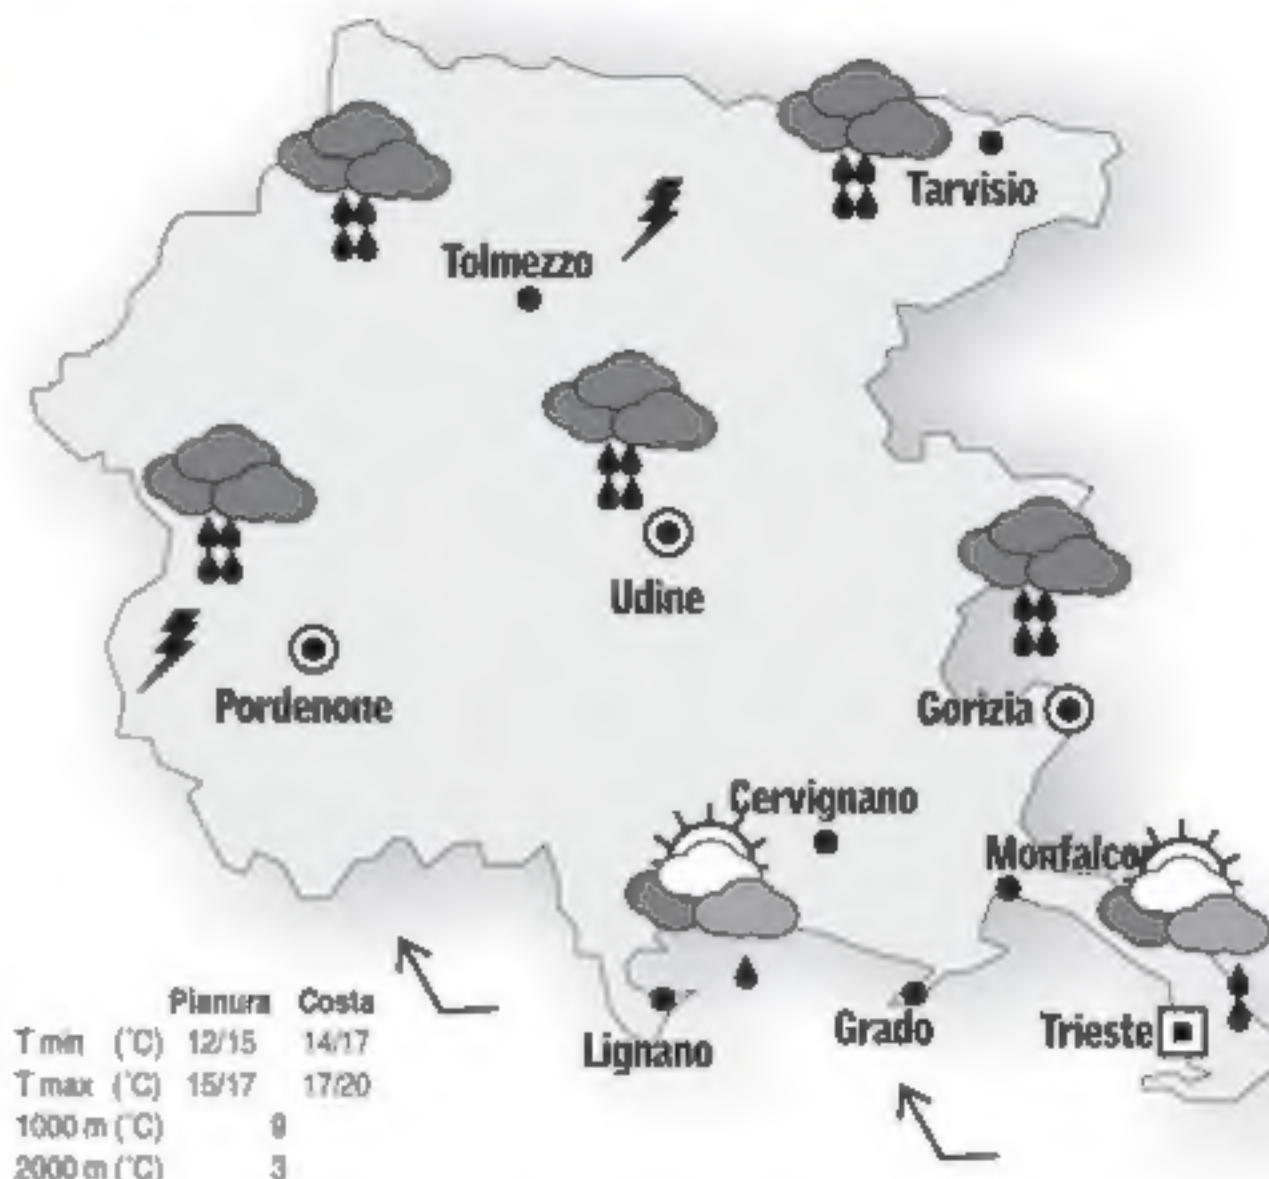 Tarvisio
Tolmezzo
Udine
Pordenone
Gorizia
Cervignano
Monfalcon
Grado
Trieste
Lignano
Pianura Costa
T min (°C) 12/15 14/17
T max (°C) 15/17 17/20
1000 m (°C) 9
2000 m (°C) 3